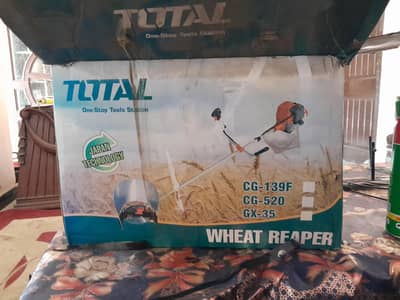 TOTAL
One-Stop Tools Station
TOTAL
One-Stop Tools Station
JAPAN
TECHNOLOGY
CG-139F
CG-520
GX-35
WHEAT REAPER